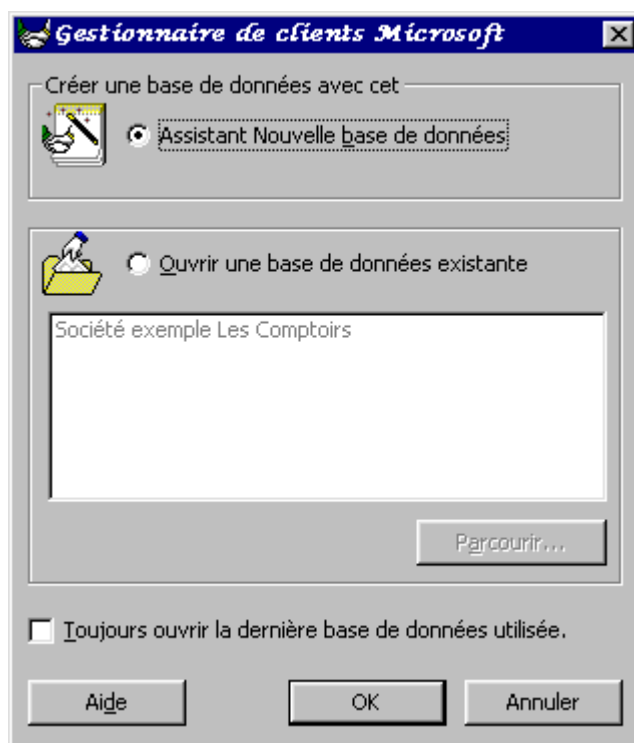 Gestionnaire de clients Microsoft
Créer une base de données avec cet
Assistant Nouvelle base de données
Ouvrir une base de données existante
Société exemple Les Comptoirs
Parcourir...
Toujours ouvrir la dernière base de données utilisée.
Aide
OK
Annuler